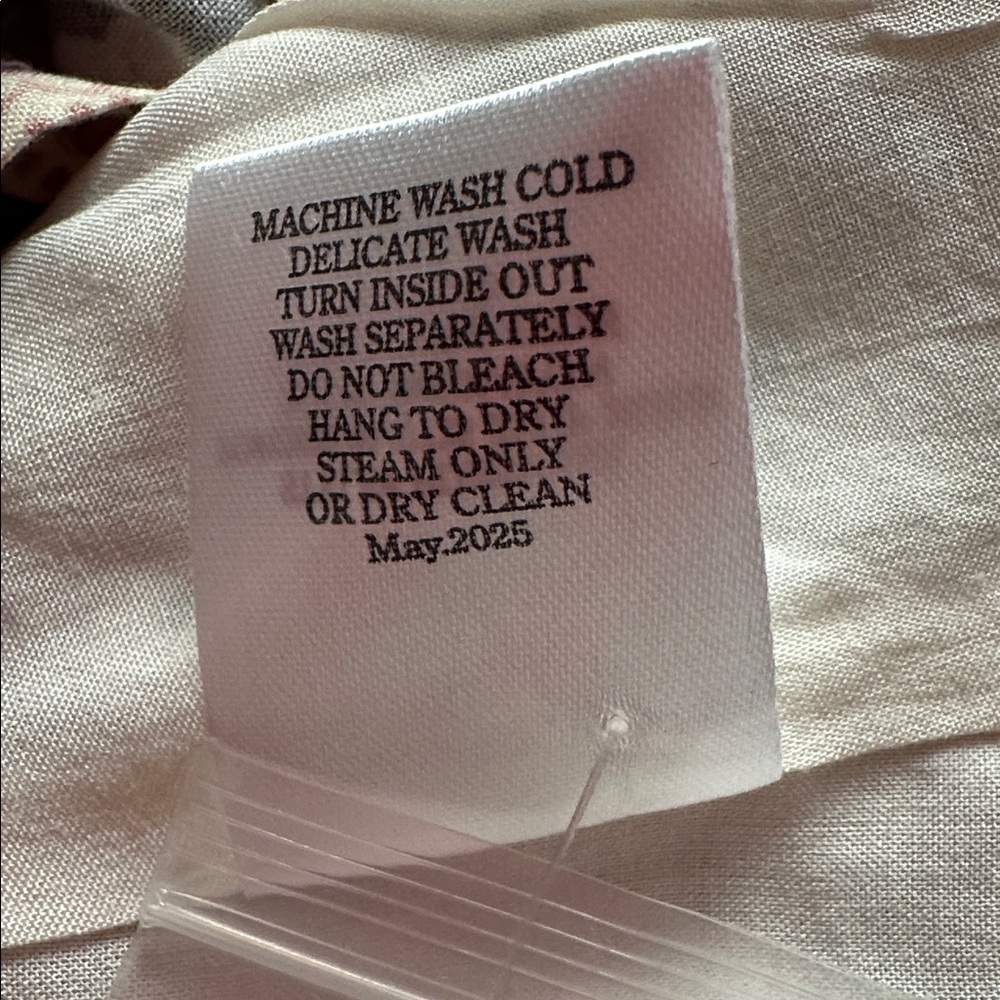 MACHINE WASH COLD
DELICATE WASH
TURN INSIDE OUT
WASH SEPARATELY
DO NOT BLEACH
HANG TO DRY
STEAM ONLY
OR DRY CLEAN
May.2025